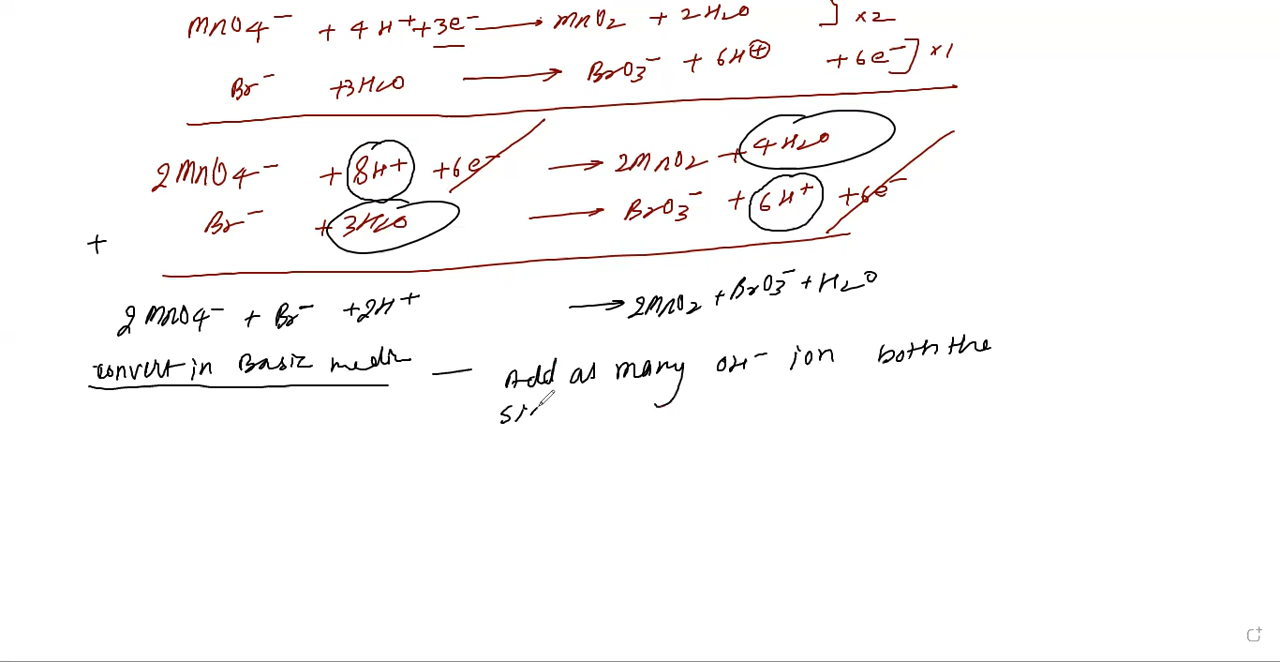 MnO4⁻ + 4H⁺ + 3e⁻ → MnO2 + 2H2O ] ×2
Br⁻ + 3H2O → BrO3⁻ + 6H⁺ + 6e⁻ ] ×1
2MnO4⁻ + 8H+ + 6e⁻ → 2MnO2 + 4H2O
Br⁻ + 3H2O → BrO3⁻ + 6H+ + 6e⁻
+
2MnO4⁻ + Br⁻ + 2H+ → 2MnO2 + BrO3⁻ + H2O
convert in Basic medi — Add as many OH⁻ ion both the
si